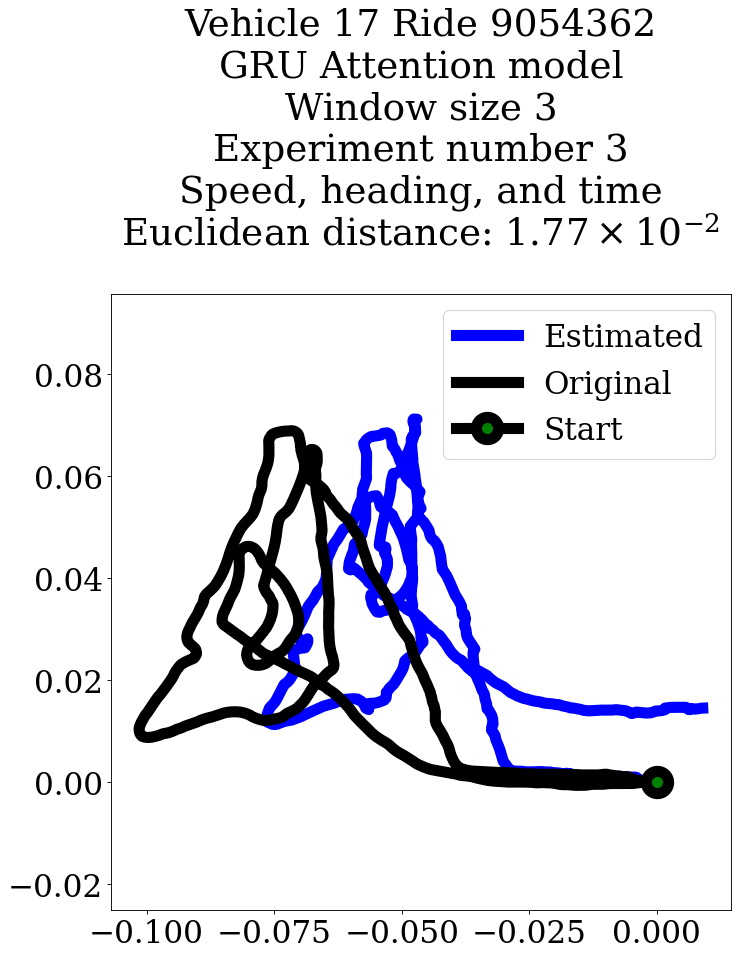 Vehicle 17 Ride 9054362
GRU Attention model
Window size 3
Experiment number 3
Speed, heading, and time
Euclidean distance: 1.77 × 10⁻²
Estimated
Original
Start
0.08
0.06
0.04
0.02
0.00
−0.02
−0.100 −0.075 −0.050 −0.025 0.000